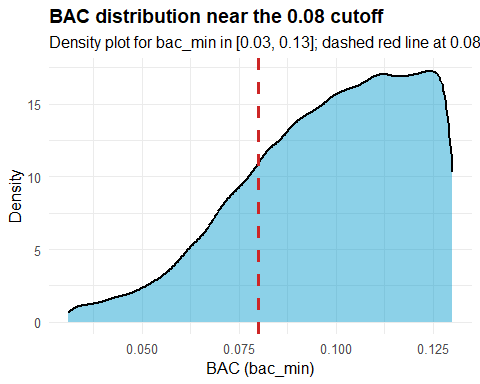 BAC distribution near the 0.08 cutoff
Density plot for bac_min in [0.03, 0.13]; dashed red line at 0.08
15
10
5
0
Density
0.050
0.075
0.100
0.125
BAC (bac_min)